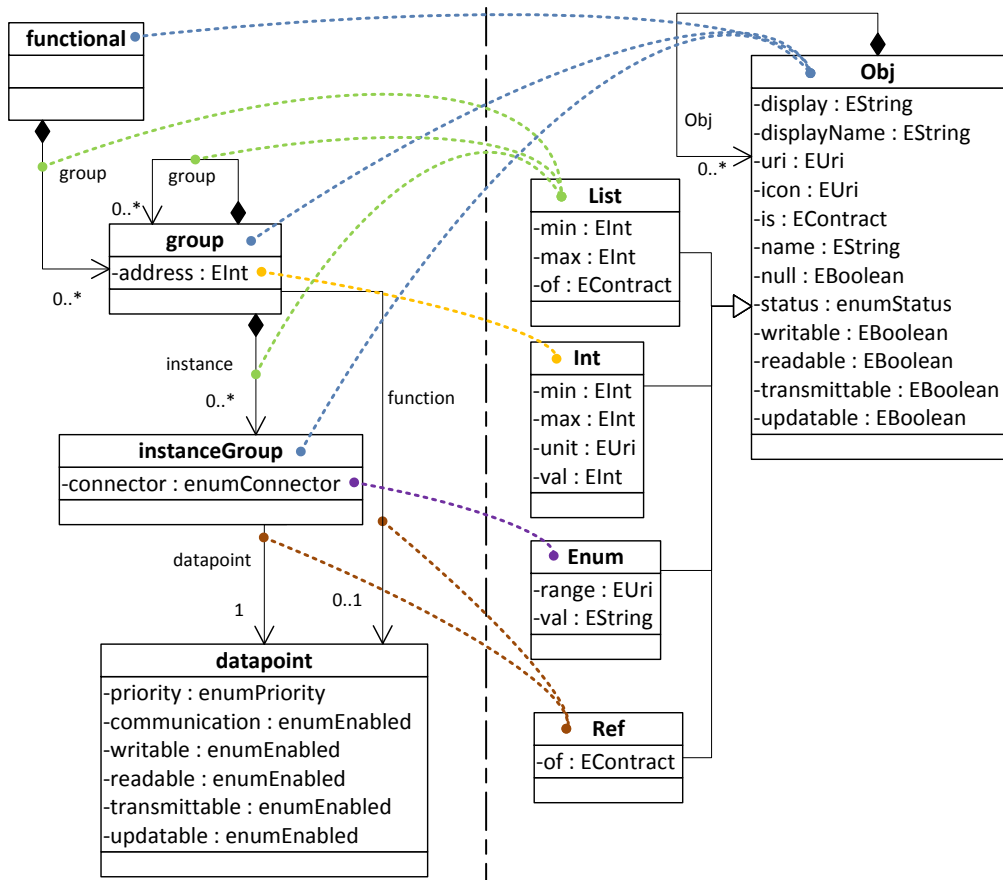 functional
group
group
0..*
0..*
group
-address : EInt
instance
0..*
function
instanceGroup
-connector : enumConnector
datapoint
1
0..1
datapoint
-priority : enumPriority
-communication : enumEnabled
-writable : enumEnabled
-readable : enumEnabled
-transmittable : enumEnabled
-updatable : enumEnabled
List
-min : EInt
-max : EInt
-of : EContract
Int
-min : EInt
-max : EInt
-unit : EUri
-val : EInt
Enum
-range : EUri
-val : EString
Ref
-of : EContract
Obj
0..*
Obj
-display : EString
-displayName : EString
-uri : EUri
-icon : EUri
-is : EContract
-name : EString
-null : EBoolean
-status : enumStatus
-writable : EBoolean
-readable : EBoolean
-transmittable : EBoolean
-updatable : EBoolean